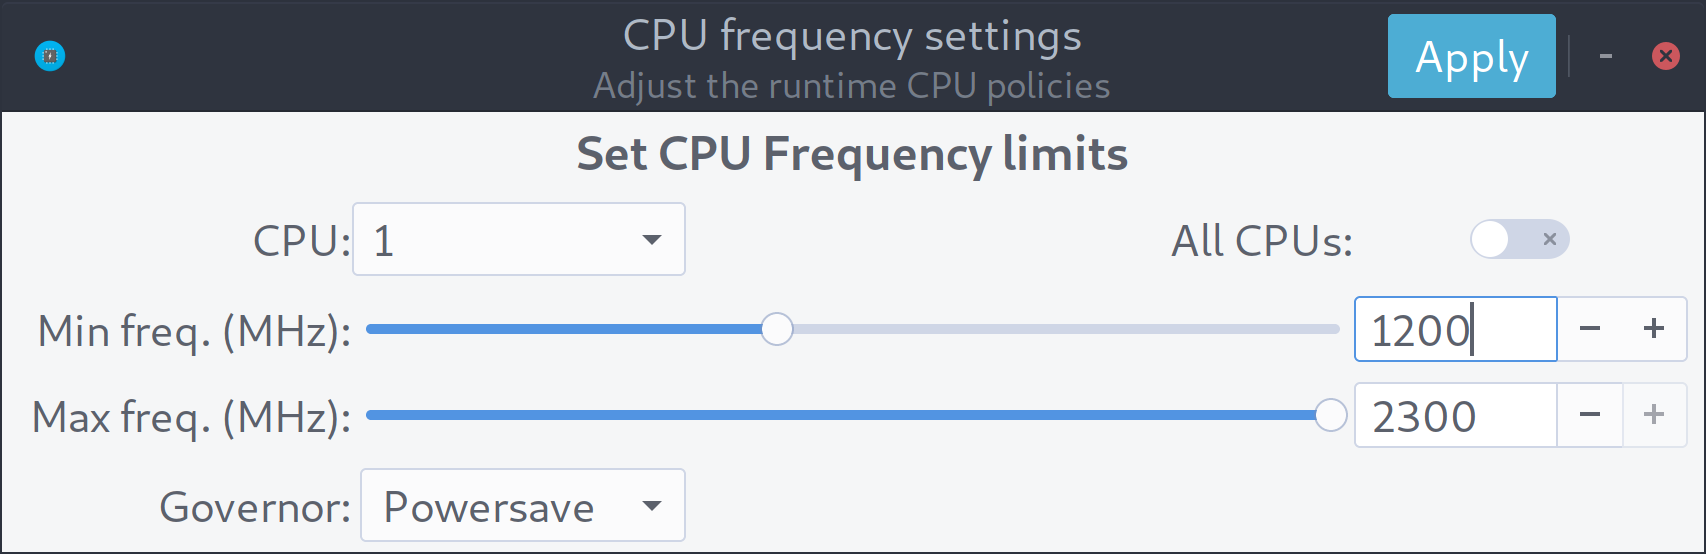 CPU frequency settings
Adjust the runtime CPU policies
Apply
Set CPU Frequency limits
CPU: 1 All CPUs:
Min freq. (MHz): 1200 − +
Max freq. (MHz): 2300 − +
Governor: Powersave